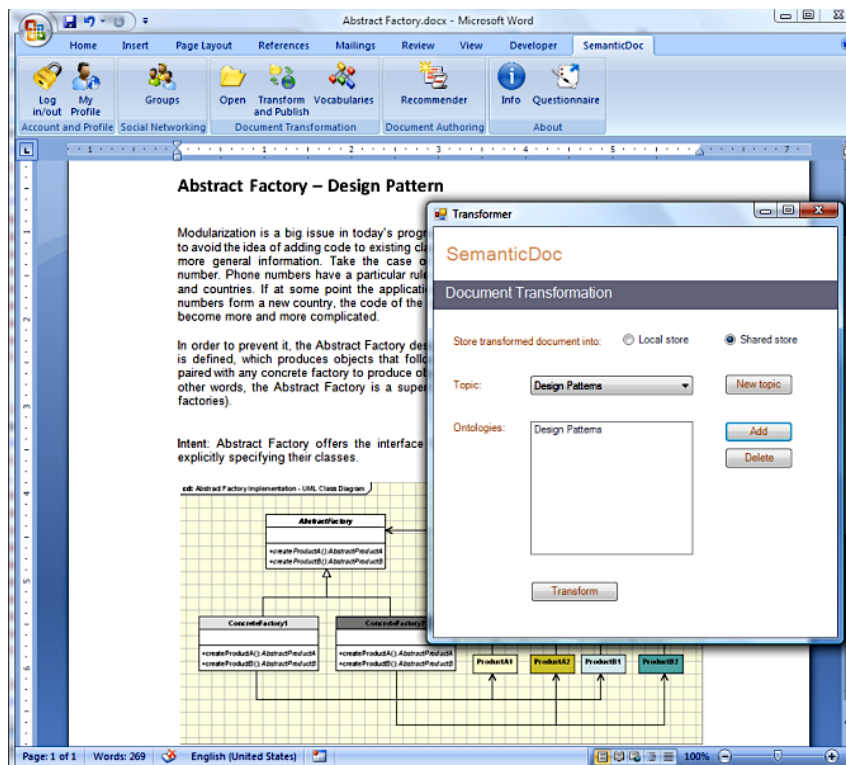 Abstract Factory.docx - Microsoft Word
Home Insert Page Layout References Mailings Review View Developer SemanticDoc
Log in/out
My Profile
Groups
Open
Transform and Publish
Vocabularies
Recommender
Info
Questionnaire
Account and Profile Social Networking Document Transformation Document Authoring About
1 1 2 3 4 5 7
Abstract Factory – Design Pattern
Modularization is a big issue in today's
to avoid the idea of adding code to existing
more general information. Take the case
number. Phone numbers have a particular
and countries. If at some point the
numbers form a new country, the code of the
become more and more complicated.
In order to prevent it, the Abstract Factory
is defined, which produces objects that
paired with any concrete factory to produce
other words, the Abstract Factory is a
factories).
Intent: Abstract Factory offers the interface
explicitly specifying their classes.
cd: Abstract Factory Implementation - UML Class Diagram
AbstractFactory
+createProductA():AbstractProductA
+createProductB():AbstractProductB
ConcreteFactory1
+createProductA():AbstractProductA
+createProductB():AbstractProductB
ConcreteFactory2
+createProductA():AbstractProductA
+createProductB():AbstractProductB
ProductA1 ProductA2 ProductB1 ProductB2
Transformer
SemanticDoc
Document Transformation
Store transformed document into: Local store Shared store
Topic: Design Patterns New topic
Ontologies: Design Patterns Add
Delete
Transform
Page: 1 of 1 Words: 269 English (United States) 100%